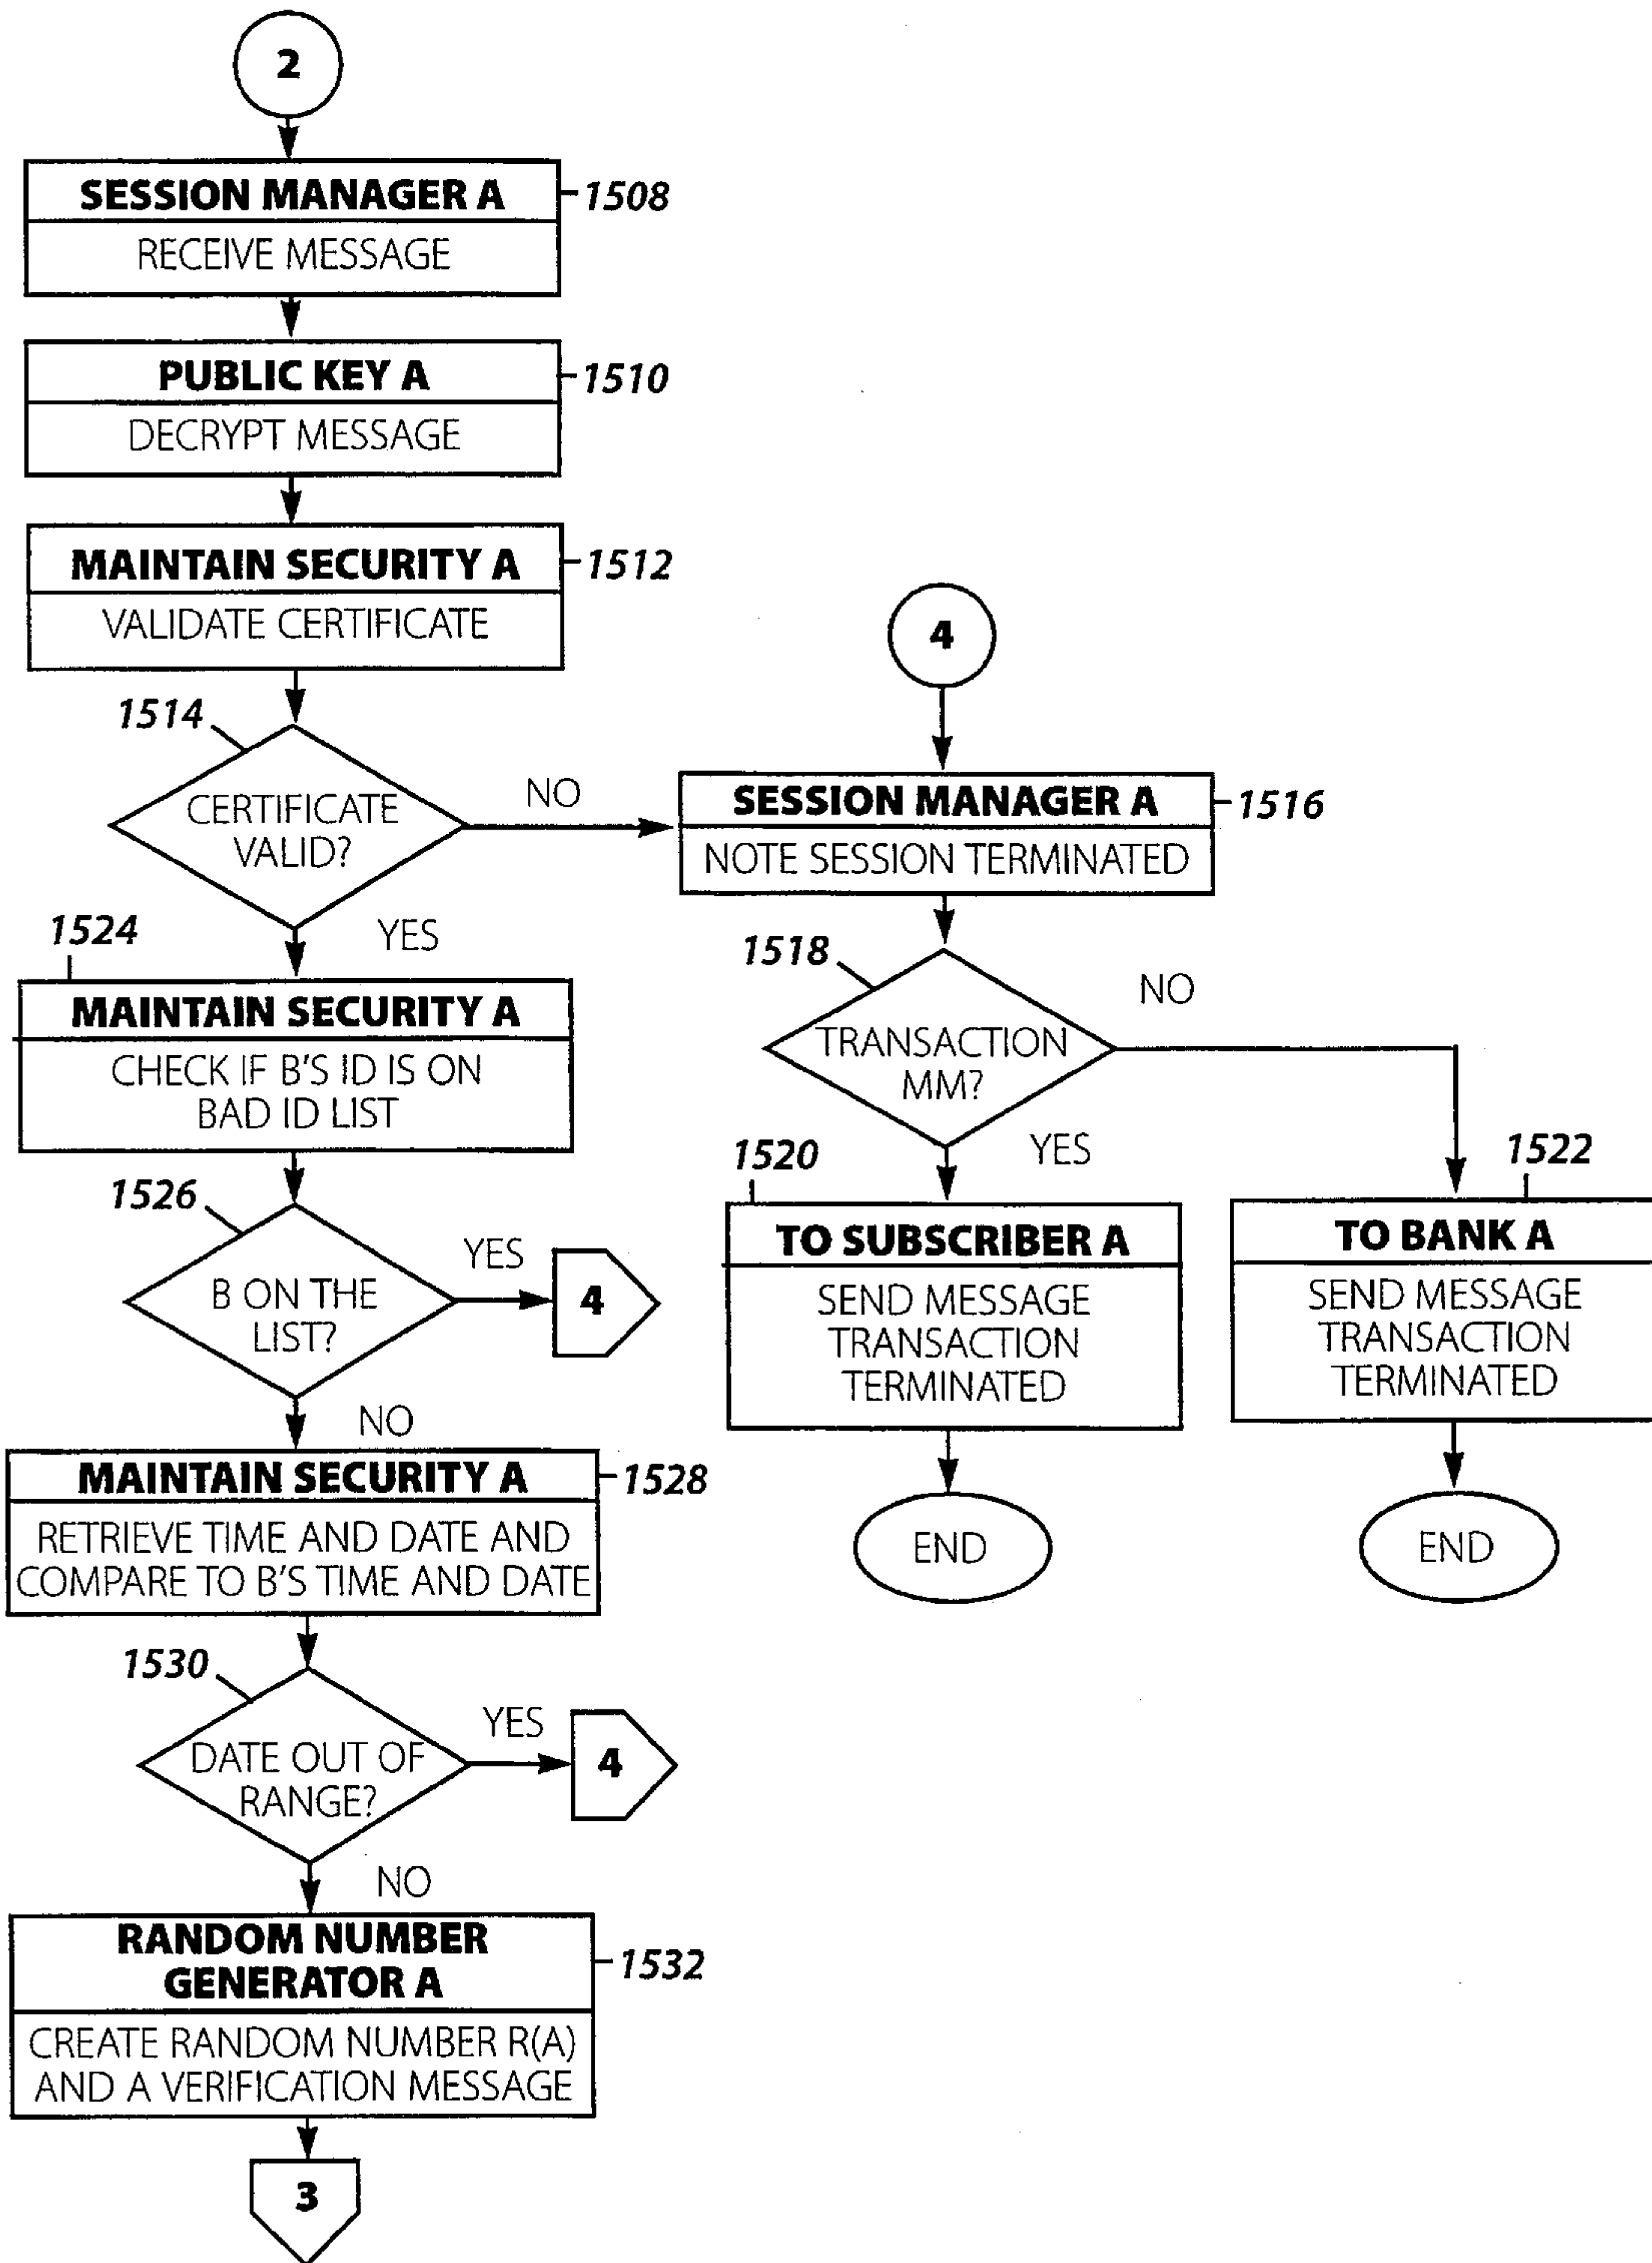 2
SESSION MANAGER A
1508
RECEIVE MESSAGE
PUBLIC KEY A
1510
DECRYPT MESSAGE
MAINTAIN SECURITY A
1512
VALIDATE CERTIFICATE
1514
CERTIFICATE
VALID?
NO
YES
4
SESSION MANAGER A
1516
NOTE SESSION TERMINATED
1518
TRANSACTION
MM?
NO
YES
1520
TO SUBSCRIBER A
SEND MESSAGE
TRANSACTION
TERMINATED
END
1522
TO BANK A
SEND MESSAGE
TRANSACTION
TERMINATED
END
1524
MAINTAIN SECURITY A
CHECK IF B'S ID IS ON
BAD ID LIST
1526
B ON THE
LIST?
YES
4
NO
MAINTAIN SECURITY A
1528
RETRIEVE TIME AND DATE AND
COMPARE TO B'S TIME AND DATE
1530
DATE OUT OF
RANGE?
YES
4
NO
RANDOM NUMBER
GENERATOR A
1532
CREATE RANDOM NUMBER R(A)
AND A VERIFICATION MESSAGE
3